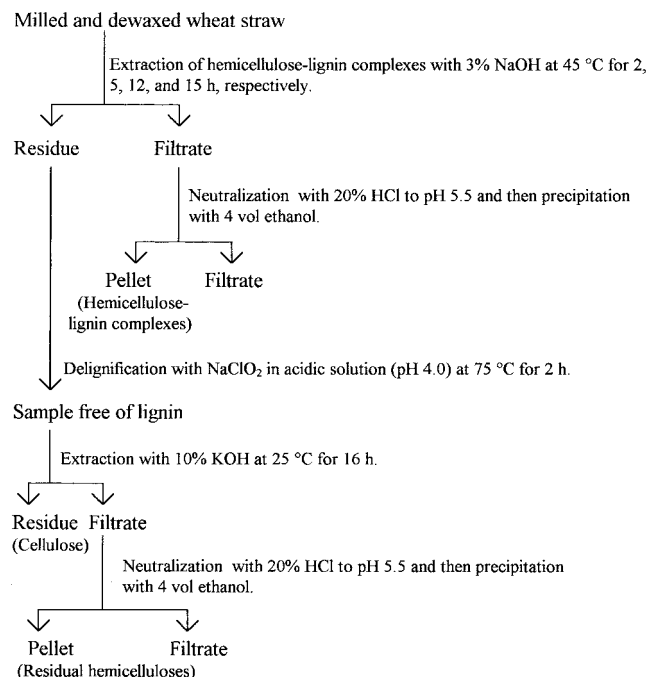 Milled and dewaxed wheat straw
Extraction of hemicellulose-lignin complexes with 3% NaOH at 45 °C for 2,
5, 12, and 15 h, respectively.
Residue Filtrate
Neutralization with 20% HCl to pH 5.5 and then precipitation
with 4 vol ethanol.
Pellet Filtrate
(Hemicellulose-
lignin complexes)
Delignification with NaClO₂ in acidic solution (pH 4.0) at 75 °C for 2 h.
Sample free of lignin
Extraction with 10% KOH at 25 °C for 16 h.
Residue Filtrate
(Cellulose)
Neutralization with 20% HCl to pH 5.5 and then precipitation
with 4 vol ethanol.
Pellet Filtrate
(Residual hemicelluloses)